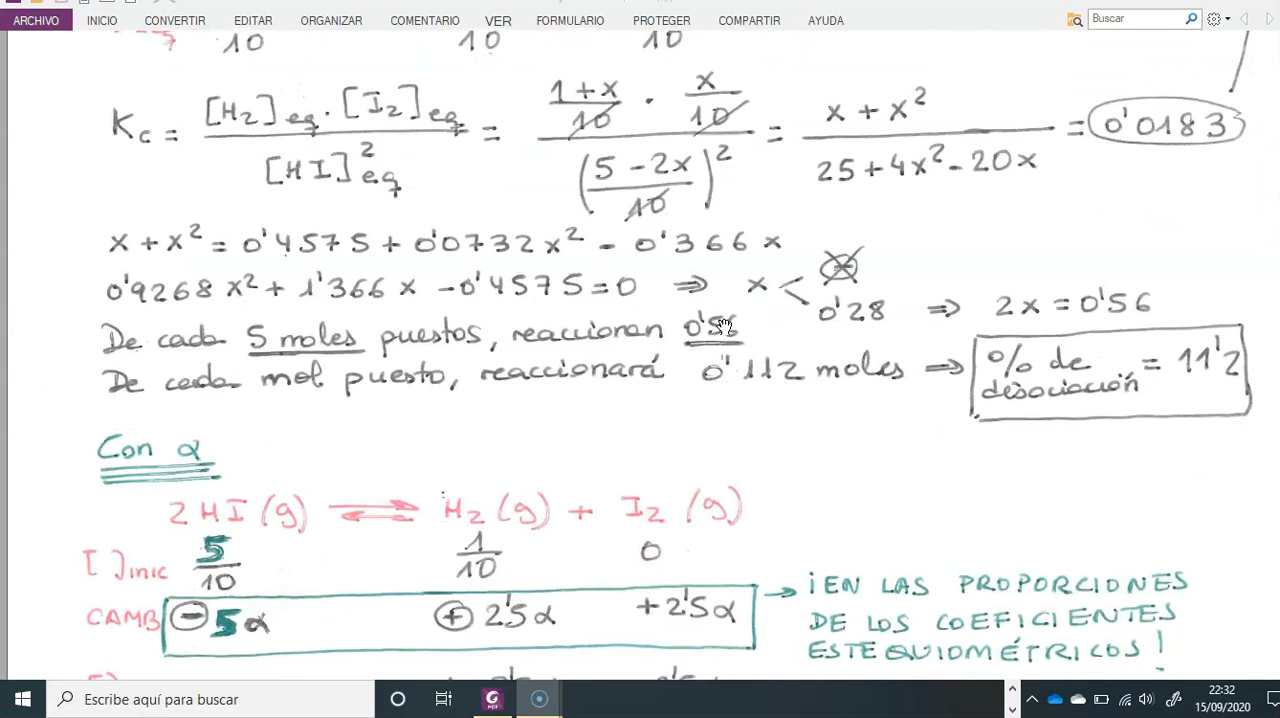 ARCHIVO INICIO CONVERTIR EDITAR ORGANIZAR COMENTARIO VER FORMULARIO PROTEGER COMPARTIR AYUDA Buscar
10 10 10
Kc = [H2]eq · [I2]eq / [HI]²eq = (1+x/10 · x/10) / (5-2x/10)² = x + x² / 25 + 4x² - 20x = 0'0183
x + x² = 0'4575 + 0'0732 x² - 0'366 x
0'9268 x² + 1'366 x - 0'4575 = 0 ⇒ x < 0'28 ⇒ 2x = 0'56
De cada 5 moles puestos, reaccionan 0'56
De cada mol puesto, reaccionará 0'112 moles ⇒ % de desociación = 11'2
Con α
2 HI (g) ⇌ H2 (g) + I2 (g)
[ ]inic 5/10 1/10 0
CAMB - 5α + 2'5α + 2'5α → ¡EN LAS PROPORCIONES
DE LOS COEFICIENTES
ESTEQUIOMÉTRICOS!
Escribe aquí para buscar
22:32
15/09/2020